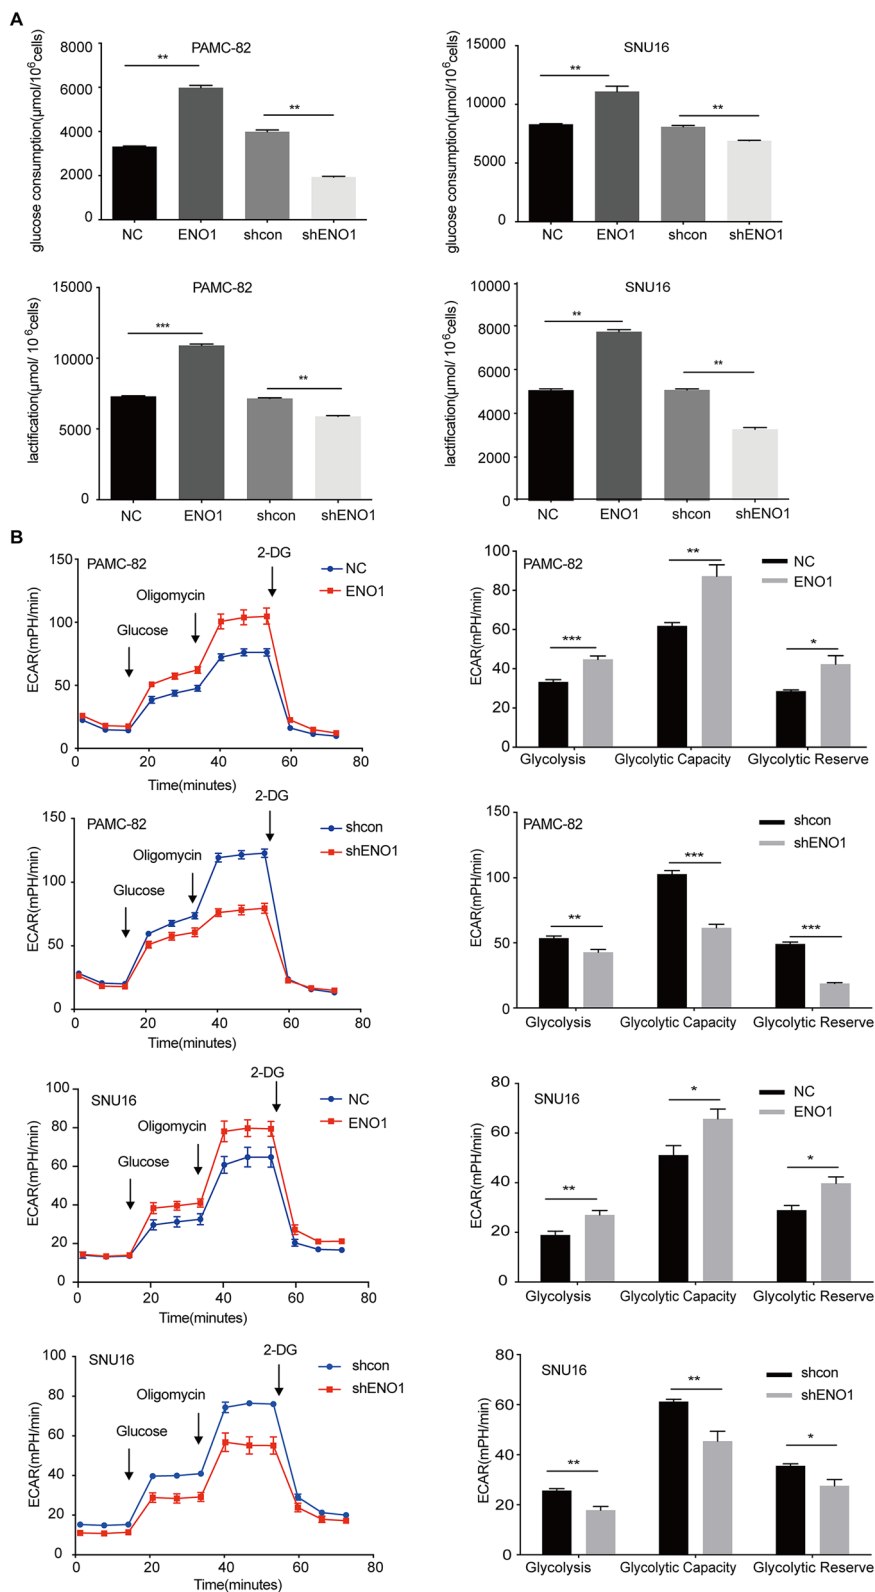 A
PAMC-82
glucose consumption(μmol/10⁶cells)
8000
6000
4000
2000
0
**
**
NC ENO1 shcon shENO1
SNU16
glucose consumption(μmol/10⁶cells)
15000
10000
5000
0
**
**
NC ENO1 shcon shENO1
PAMC-82
lactification(μmol/ 10⁶cells)
15000
10000
5000
0
***
**
NC ENO1 shcon shENO1
SNU16
lactification(μmol/ 10⁶cells)
10000
8000
6000
4000
2000
0
**
**
NC ENO1 shcon shENO1
B
PAMC-82
2-DG
Oligomycin
Glucose
NC
ENO1
ECAR(mPH/min)
150
100
50
0
0 20 40 60 80
Time(minutes)
PAMC-82
NC
ENO1
ECAR(mPH/min)
100
80
60
40
20
0
***
**
*
Glycolysis Glycolytic Capacity Glycolytic Reserve
PAMC-82
2-DG
Oligomycin
Glucose
shcon
shENO1
ECAR(mPH/min)
150
100
50
0
0 20 40 60 80
Time(minutes)
PAMC-82
shcon
shENO1
ECAR(mPH/min)
150
100
50
0
**
***
***
Glycolysis Glycolytic Capacity Glycolytic Reserve
SNU16
2-DG
Oligomycin
Glucose
NC
ENO1
ECAR(mPH/min)
100
80
60
40
20
0
0 20 40 60 80
Time(minutes)
SNU16
NC
ENO1
ECAR(mPH/min)
80
60
40
20
0
**
*
*
Glycolysis Glycolytic Capacity Glycolytic Reserve
SNU16
2-DG
Oligomycin
Glucose
shcon
shENO1
ECAR(mPH/min)
100
80
60
40
20
0
0 20 40 60 80
Time(minutes)
SNU16
shcon
shENO1
ECAR(mPH/min)
80
60
40
20
0
**
**
*
Glycolysis Glycolytic Capacity Glycolytic Reserve